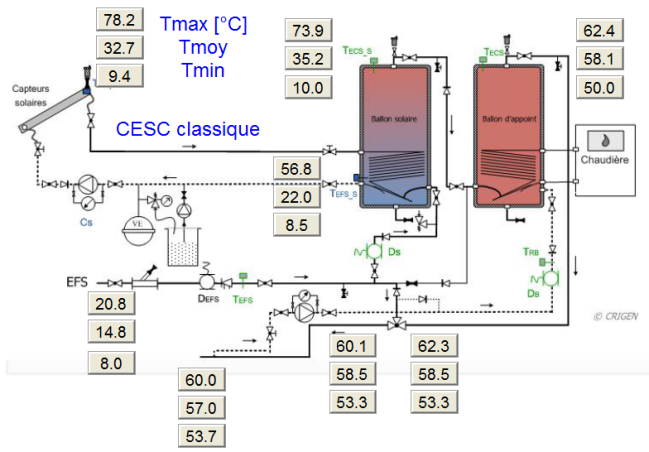 78.2
32.7
9.4
Tmax [°C]
Tmoy
Tmin
73.9
35.2
10.0
62.4
58.1
50.0
TECS_S
TECS
Capteurs
solaires
CESC classique
Ballon solaire
Ballon d'appoint
Chaudière
56.8
22.0
8.5
TEFS_S
Cs
VE
Ds
TRB
DB
EFS
DEFS
TEFS
20.8
14.8
8.0
© CRIGEN
60.1
58.5
53.3
62.3
58.5
53.3
60.0
57.0
53.7